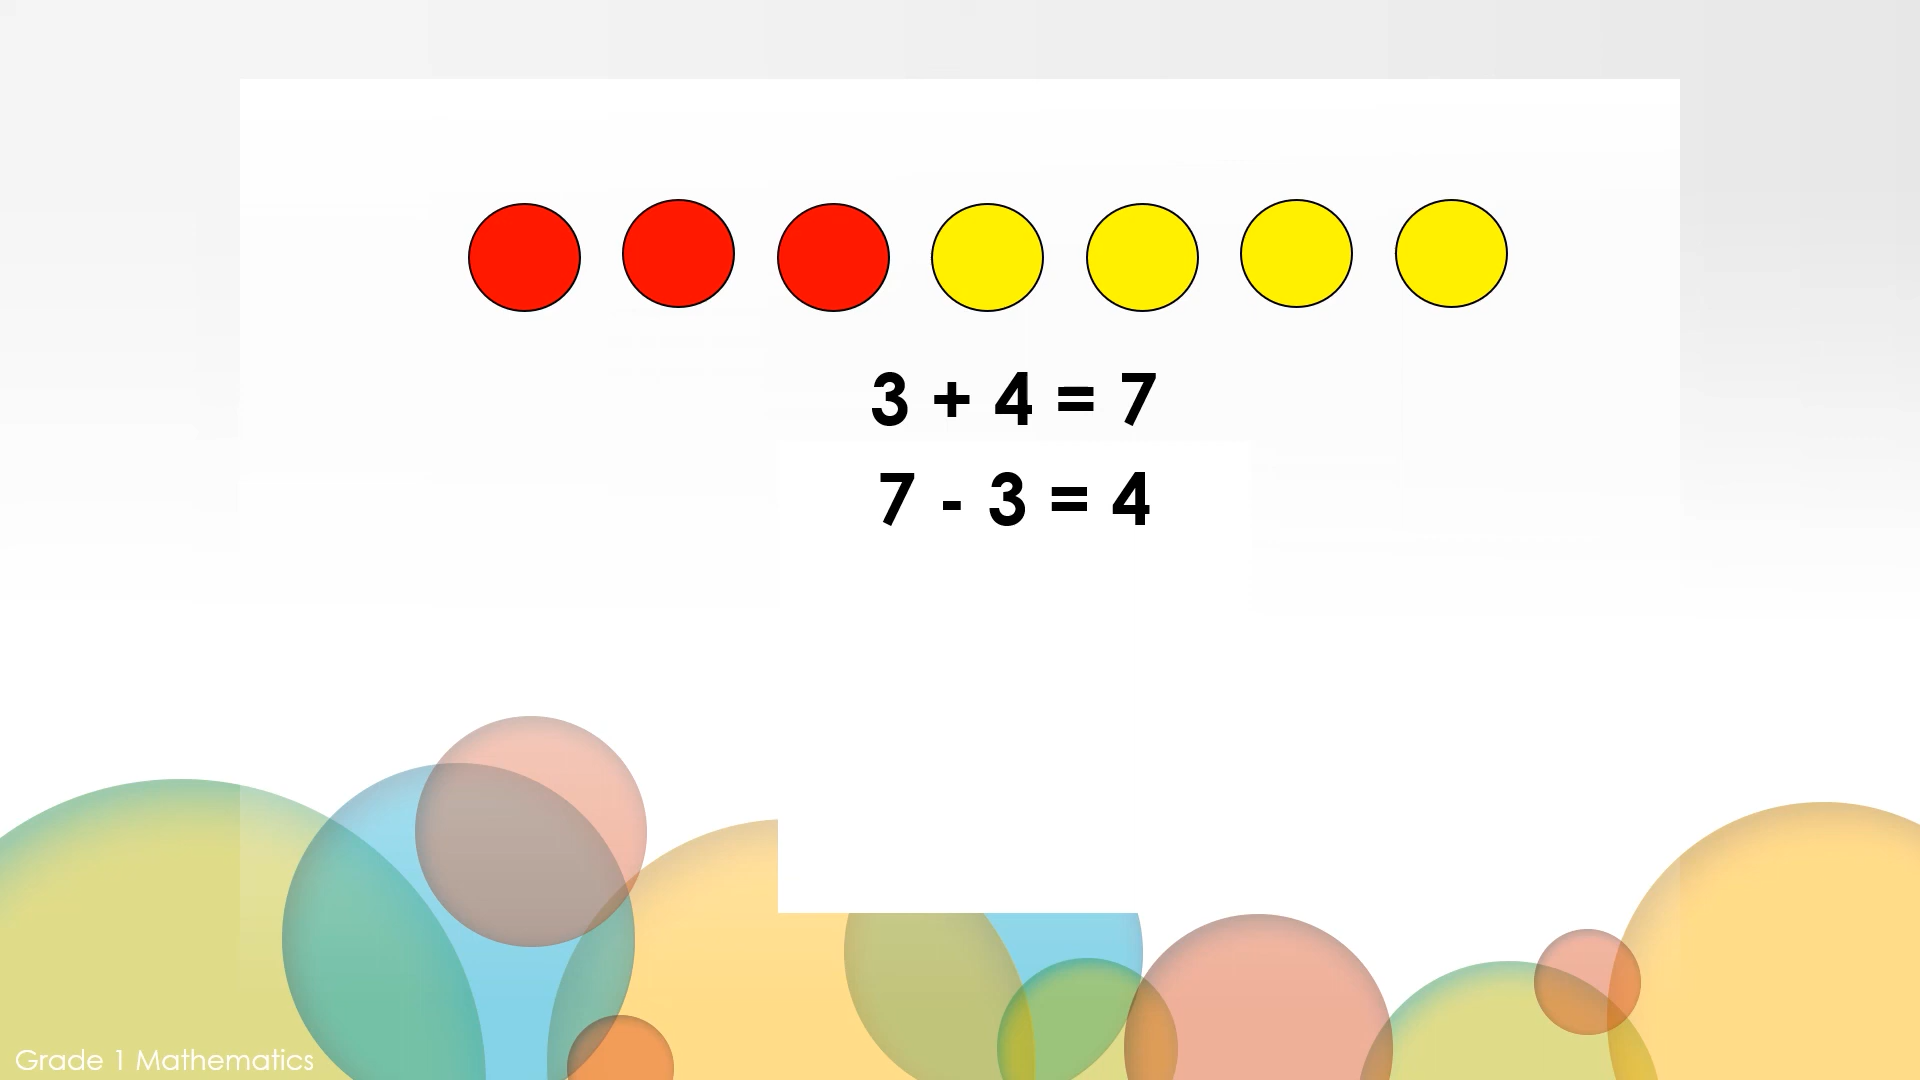 3 + 4 = 7
7 - 3 = 4
Grade 1 Mathematics